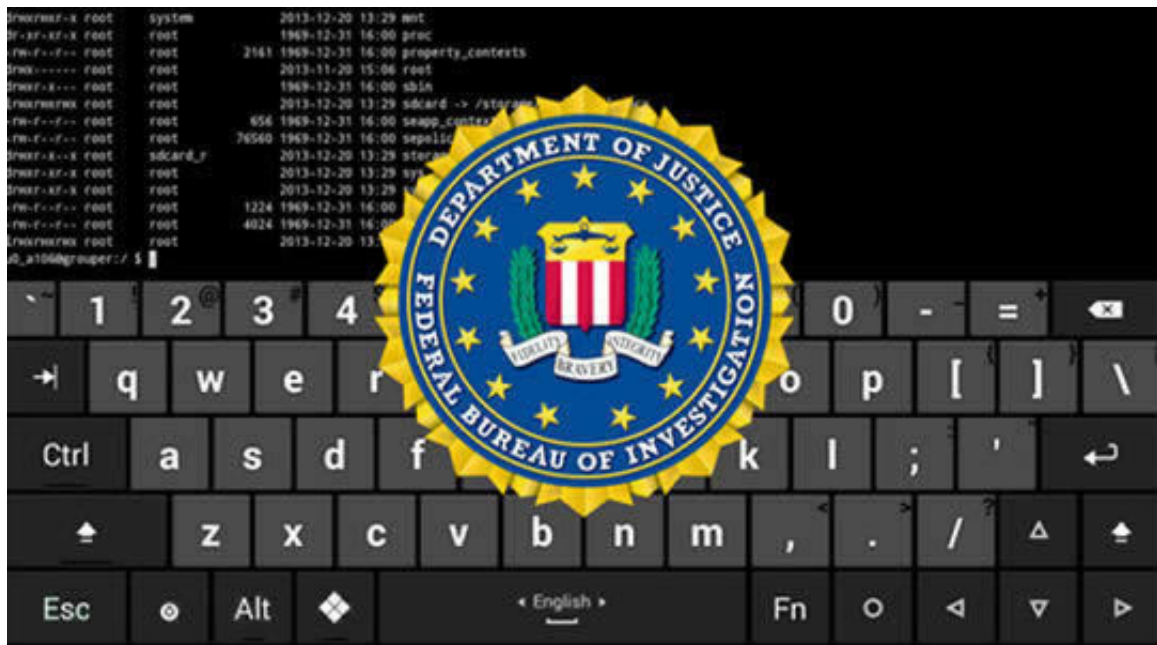 drwxrwxr-x root system 2013-12-20 13:29 mnt
dr-xr-xr-x root root 1969-12-31 16:00 proc
-rw-r--r-- root root 2161 1969-12-31 16:00 property_contexts
drwx------ root root 2013-11-20 15:06 root
drwxr-x--- root root 1969-12-31 16:00 sbin
lrwxrwxrwx root root 2013-12-20 13:29 sdcard -> /storage
-rw-r--r-- root root 656 1969-12-31 16:00 seapp_contex
-rw-r--r-- root root 76560 1969-12-31 16:00 sepolic
drwxr-x--x root sdcard_r 2013-12-20 13:29 stora
drwxr-xr-x root root 2013-12-20 13:29 sys
drwxr-xr-x root root 2013-12-20 13:29
-rw-r--r-- root root 1224 1969-12-31 16:00
-rw-r--r-- root root 4024 1969-12-31 16:00
lrwxrwxrwx root root 2013-12-20 13:
u0_a106@grouper:/ $
DEPARTMENT OF JUSTICE
FEDERAL BUREAU OF INVESTIGATION
FIDELITY BRAVERY INTEGRITY
` ~ 1 ! 2 @ 3 # 4 0 ) - _ = +
q w e r o p [ { ] } \
Ctrl a s d f k l ; : '
z x c v b n m , < . > / ?
Esc Alt English Fn